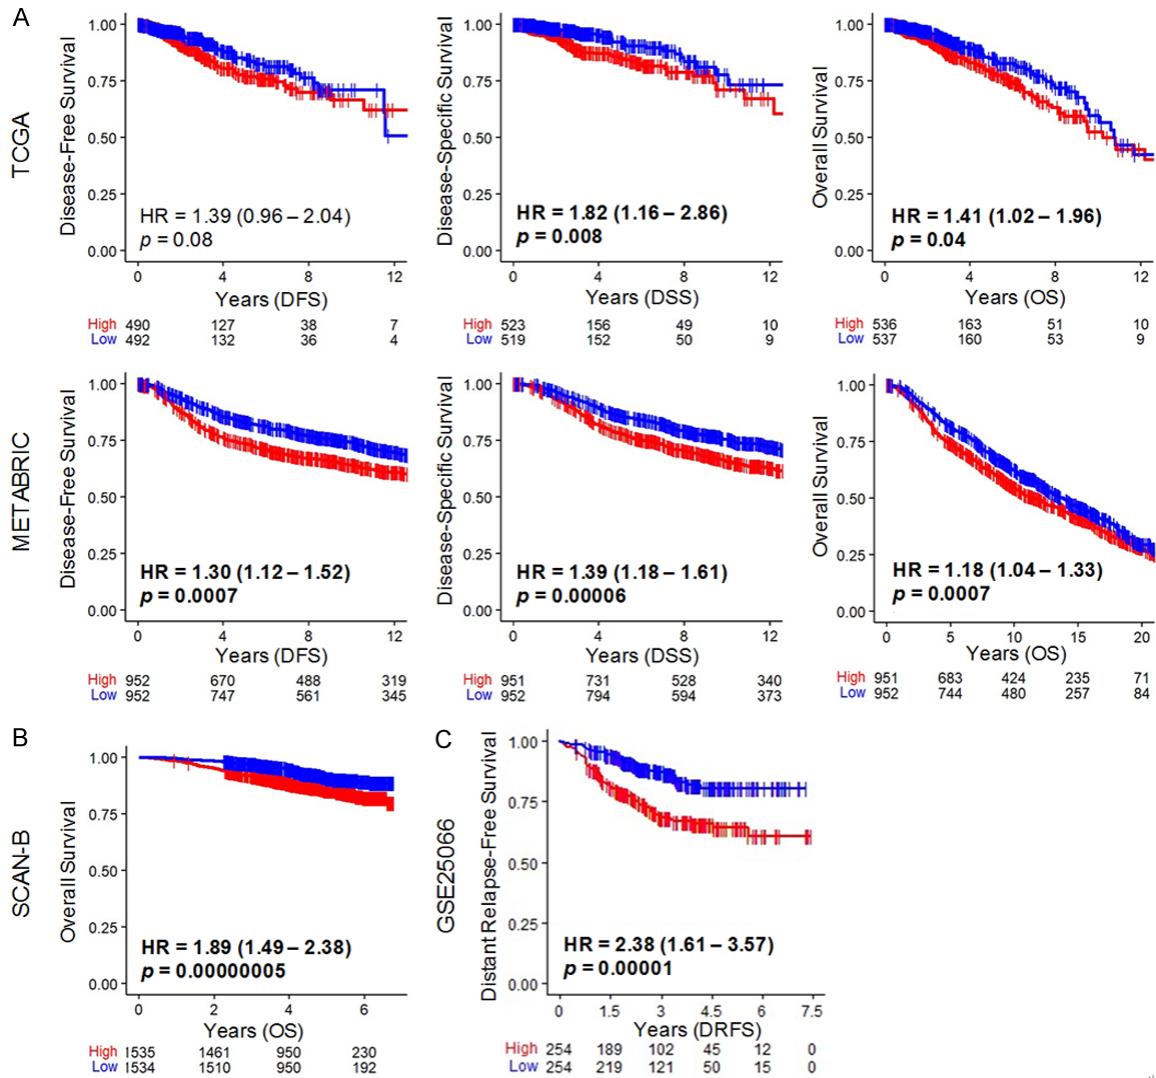 A
TCGA
Disease-Free Survival
1.00
0.75
0.50
0.25
0.00
HR = 1.39 (0.96 – 2.04)
p = 0.08
0 4 8 12
Years (DFS)
High 490 127 38 7
Low 492 132 36 4
Disease-Specific Survival
1.00
0.75
0.50
0.25
0.00
HR = 1.82 (1.16 – 2.86)
p = 0.008
0 4 8 12
Years (DSS)
High 523 156 49 10
Low 519 152 50 9
Overall Survival
1.00
0.75
0.50
0.25
0.00
HR = 1.41 (1.02 – 1.96)
p = 0.04
0 4 8 12
Years (OS)
High 536 163 51 10
Low 537 160 53 9
METABRIC
Disease-Free Survival
1.00
0.75
0.50
0.25
0.00
HR = 1.30 (1.12 – 1.52)
p = 0.0007
0 4 8 12
Years (DFS)
High 952 670 488 319
Low 952 747 561 345
Disease-Specific Survival
1.00
0.75
0.50
0.25
0.00
HR = 1.39 (1.18 – 1.61)
p = 0.00006
0 4 8 12
Years (DSS)
High 951 731 528 340
Low 952 794 594 373
Overall Survival
1.00
0.75
0.50
0.25
0.00
HR = 1.18 (1.04 – 1.33)
p = 0.0007
0 5 10 15 20
Years (OS)
High 951 683 424 235 71
Low 952 744 480 257 84
B
SCAN-B
Overall Survival
1.00
0.75
0.50
0.25
0.00
HR = 1.89 (1.49 – 2.38)
p = 0.00000005
0 2 4 6
Years (OS)
High 1535 1461 950 230
Low 1534 1510 950 192
C
GSE25066
Distant Relapse-Free Survival
1.00
0.75
0.50
0.25
0.00
HR = 2.38 (1.61 – 3.57)
p = 0.00001
0 1.5 3 4.5 6 7.5
Years (DRFS)
High 254 189 102 45 12 0
Low 254 219 121 50 15 0